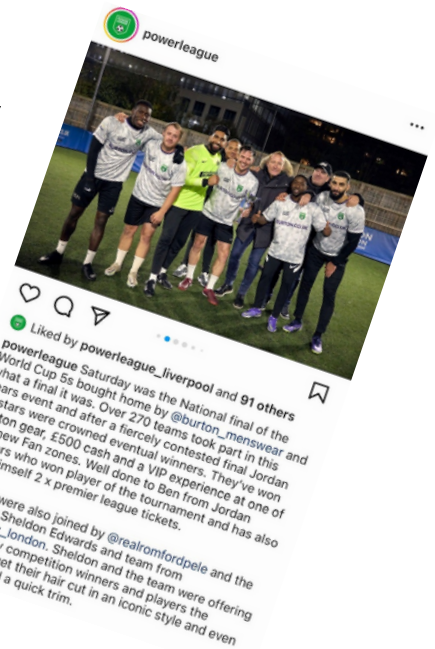 powerleague
Liked by powerleague_liverpool and 91 others
powerleague Saturday was the National final of the
World Cup 5s bought home by @burton_menswear and
what a final it was. Over 270 teams took part in this
ars event and after a fiercely contested final Jordan
stars were crowned eventual winners. They've won
ton gear, £500 cash and a VIP experience at one of
new Fan zones. Well done to Ben from Jordan
rs who won player of the tournament and has also
imself 2 x premier league tickets.
were also joined by @realromfordpele and the
Sheldon Edwards and team from
_london. Sheldon and the team were offering
y competition winners and players the
et their hair cut in an iconic style and even
a quick trim.